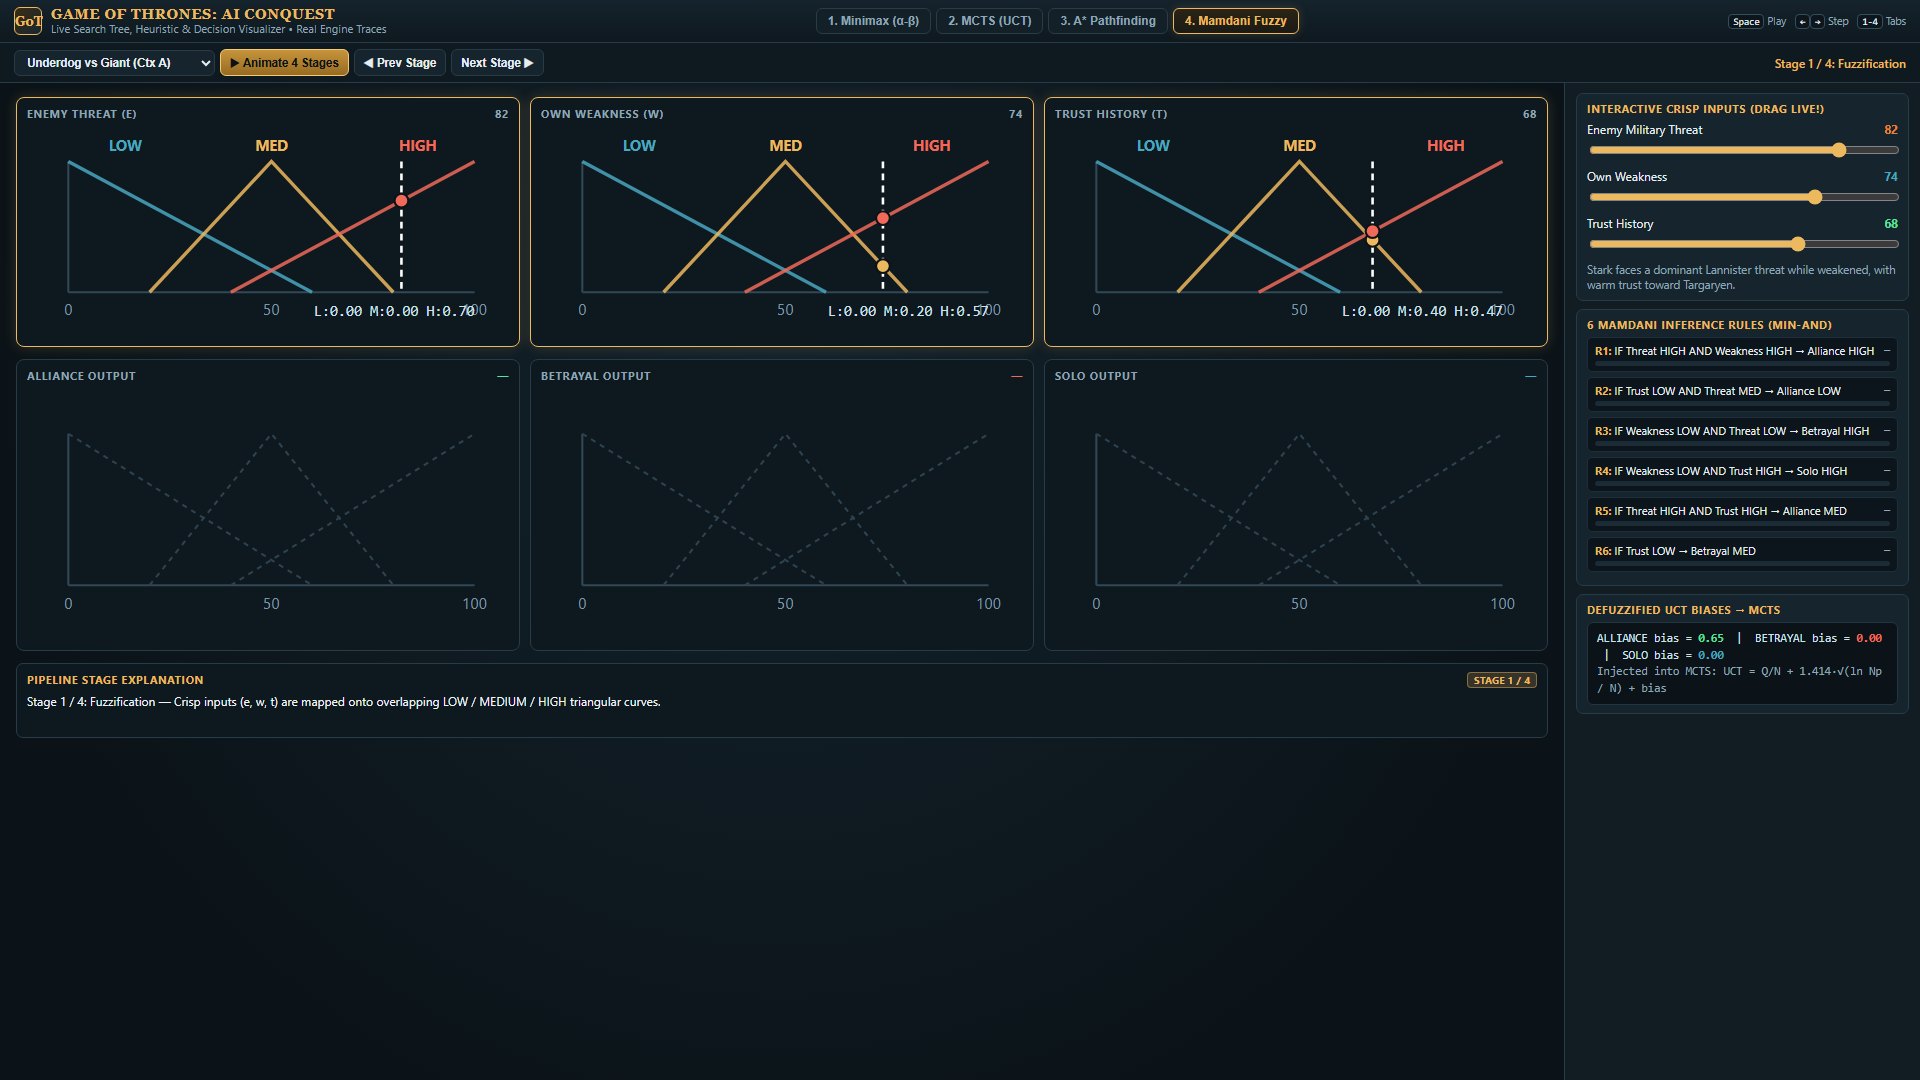 GoT
GAME OF THRONES: AI CONQUEST
Live Search Tree, Heuristic & Decision Visualizer • Real Engine Traces
1. Minimax (α-β)
2. MCTS (UCT)
3. A* Pathfinding
4. Mamdani Fuzzy
Space Play ← → Step 1-4 Tabs
Underdog vs Giant (Ctx A)
▶ Animate 4 Stages
◀ Prev Stage
Next Stage ▶
Stage 1 / 4: Fuzzification
ENEMY THREAT (E) 82
LOW MED HIGH
0 50 100
L:0.00 M:0.00 H:0.70
OWN WEAKNESS (W) 74
LOW MED HIGH
0 50 100
L:0.00 M:0.20 H:0.57
TRUST HISTORY (T) 68
LOW MED HIGH
0 50 100
L:0.00 M:0.40 H:0.47
ALLIANCE OUTPUT —
0 50 100
BETRAYAL OUTPUT —
0 50 100
SOLO OUTPUT —
0 50 100
PIPELINE STAGE EXPLANATION
STAGE 1 / 4
Stage 1 / 4: Fuzzification — Crisp inputs (e, w, t) are mapped onto overlapping LOW / MEDIUM / HIGH triangular curves.
INTERACTIVE CRISP INPUTS (DRAG LIVE!)
Enemy Military Threat 82
Own Weakness 74
Trust History 68
Stark faces a dominant Lannister threat while weakened, with
warm trust toward Targaryen.
6 MAMDANI INFERENCE RULES (MIN-AND)
R1: IF Threat HIGH AND Weakness HIGH → Alliance HIGH –
R2: IF Trust LOW AND Threat MED → Alliance LOW –
R3: IF Weakness LOW AND Threat LOW → Betrayal HIGH –
R4: IF Weakness LOW AND Trust HIGH → Solo HIGH –
R5: IF Threat HIGH AND Trust HIGH → Alliance MED –
R6: IF Trust LOW → Betrayal MED –
DEFUZZIFIED UCT BIASES → MCTS
ALLIANCE bias = 0.65 | BETRAYAL bias = 0.00
| SOLO bias = 0.00
Injected into MCTS: UCT = Q/N + 1.414·√(ln Np
/ N) + bias